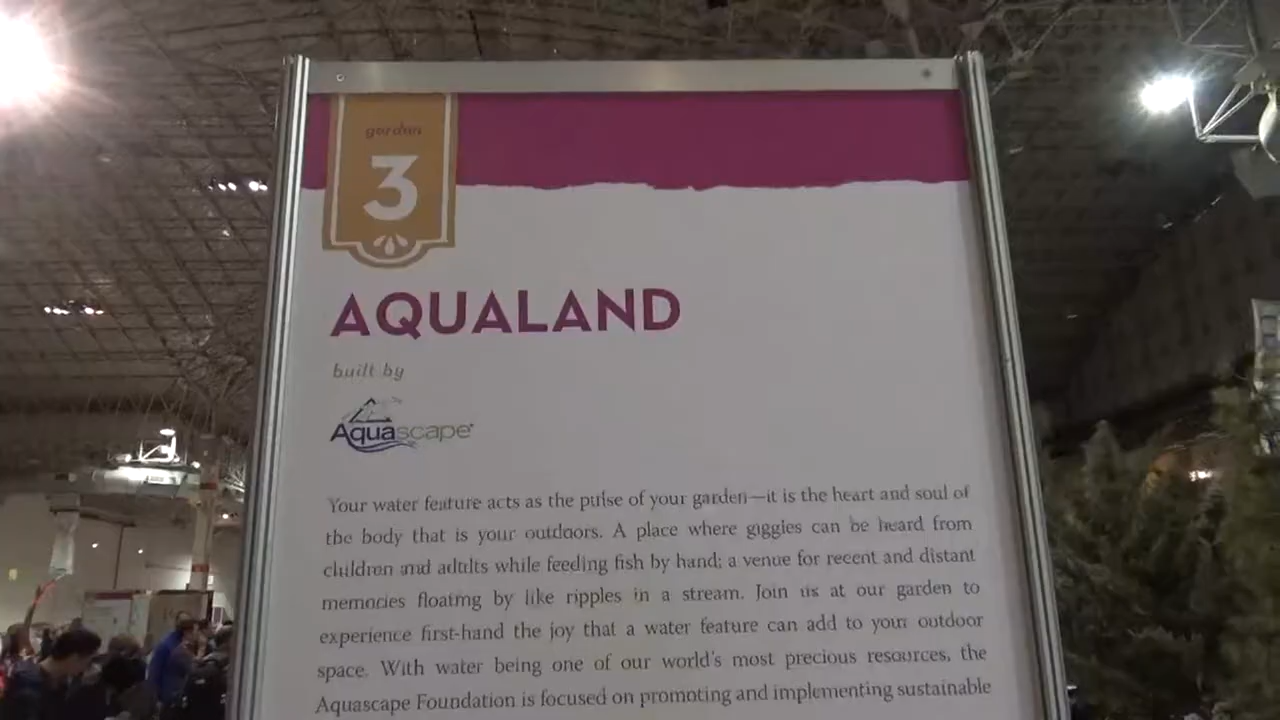 garden
3
AQUALAND
built by
Aquascape
Your water feature acts as the pulse of your garden—it is the heart and soul of
the body that is your outdoors. A place where giggles can be heard from
children and adults while feeding fish by hand; a venue for recent and distant
memories floating by like ripples in a stream. Join us at our garden to
experience first-hand the joy that a water feature can add to your outdoor
space. With water being one of our world's most precious resources, the
Aquascape Foundation is focused on promoting and implementing sustainable